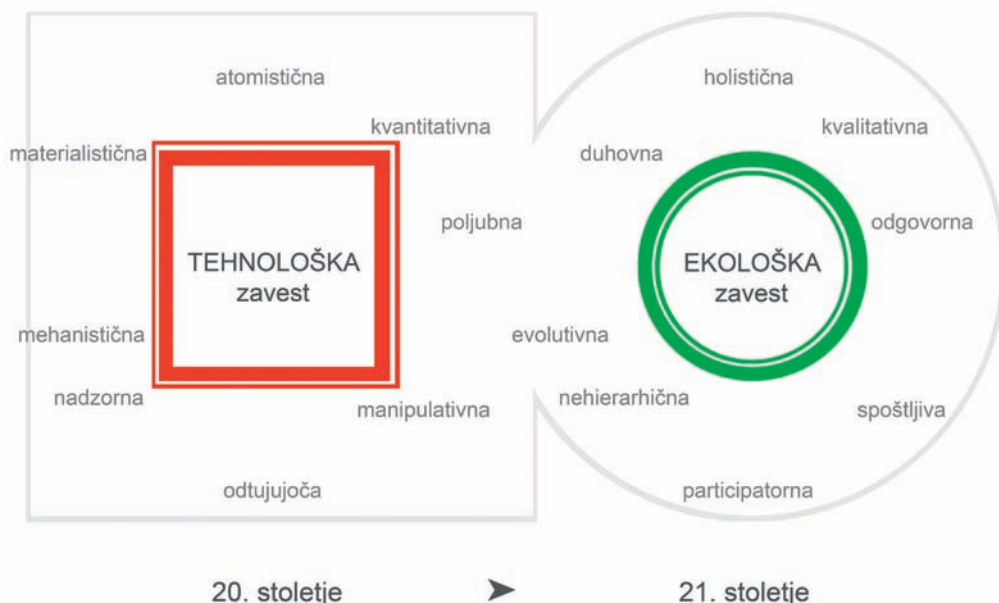 atomistična
kvantitativna
materialistična
poljubna
TEHNOLOŠKA
zavest
mehanistična
nadzorna
manipulativna
odtujujoča
holistična
kvalitativna
duhovna
odgovorna
EKOLOŠKA
zavest
evolutivna
nehierarhična
spoštljiva
participatorna
20. stoletje
➤
21. stoletje